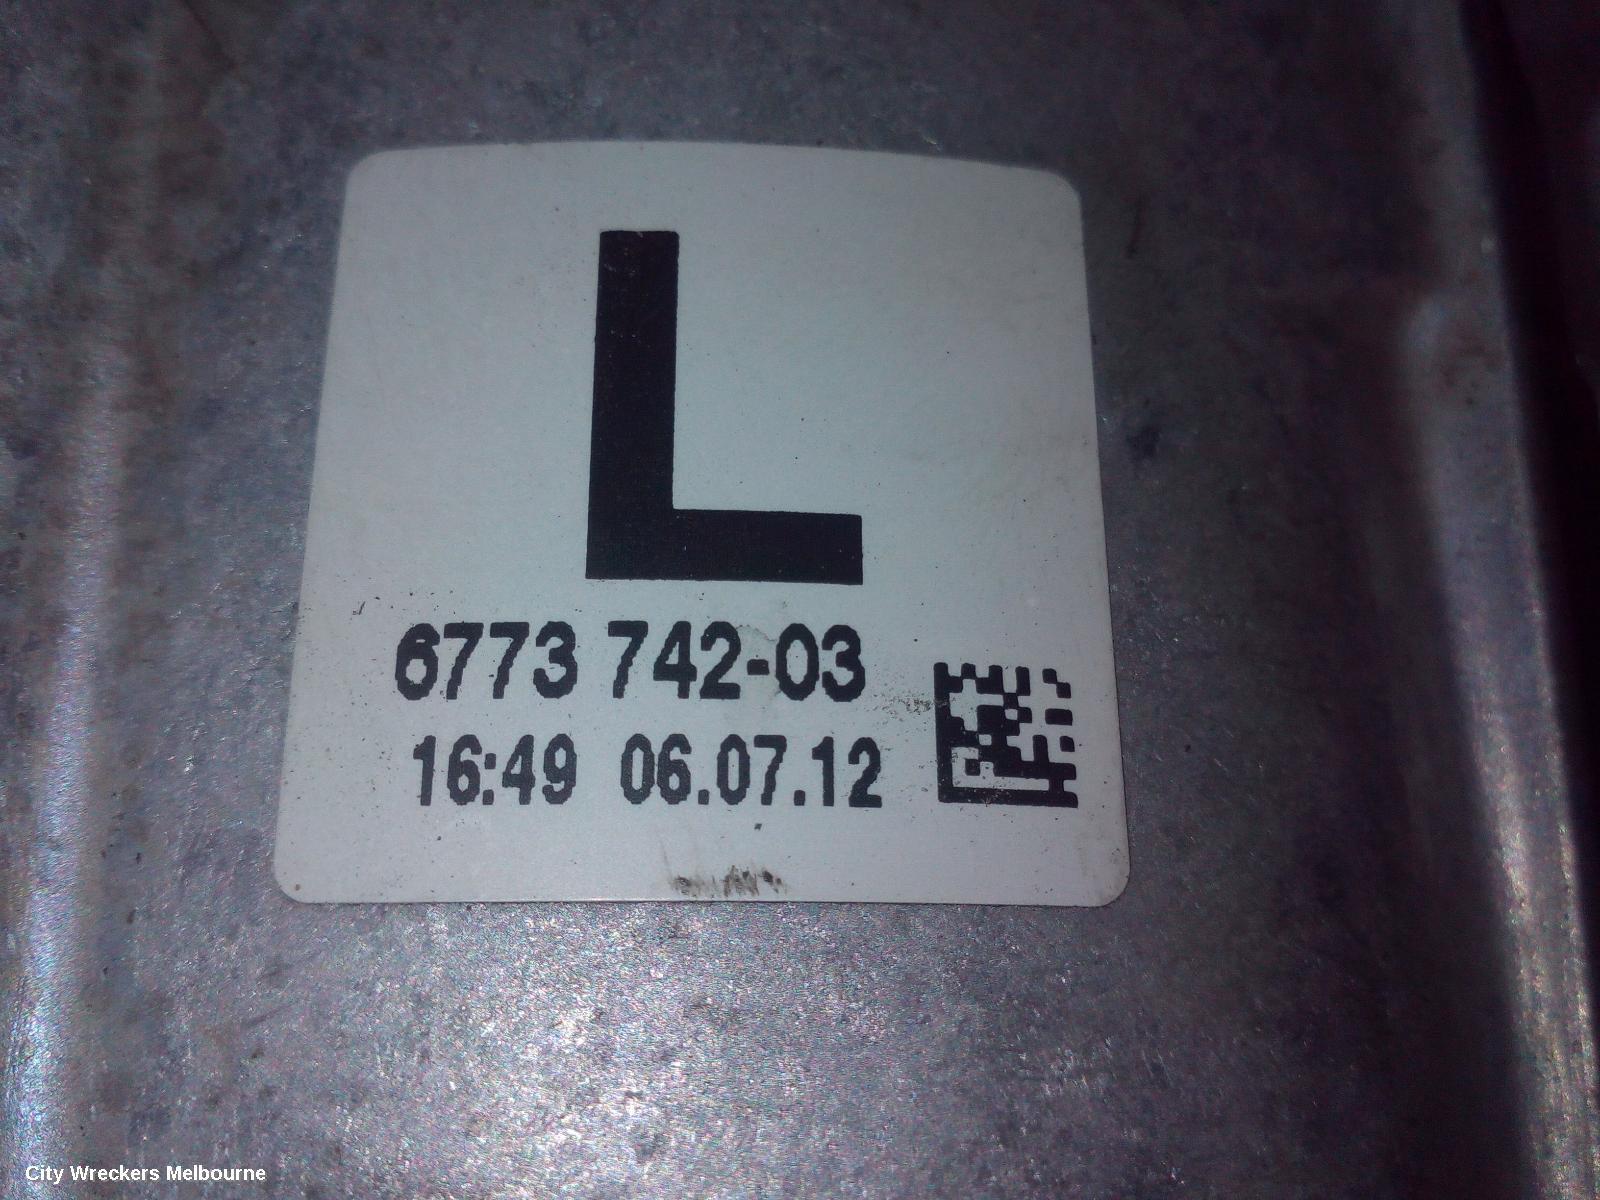 L
6773 742-03
16:49 06.07.12
City Wreckers Melbourne